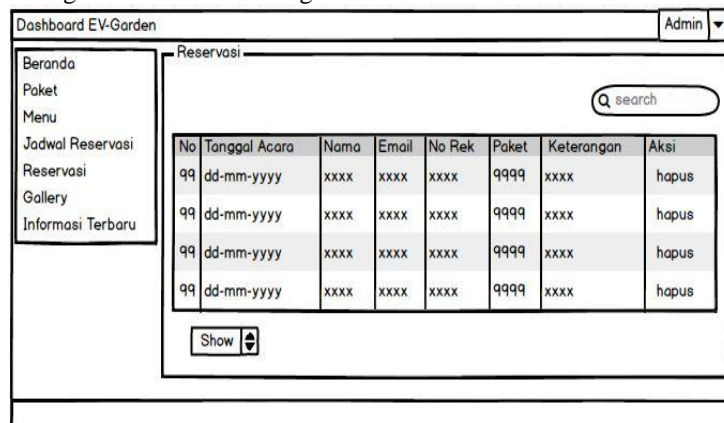 Dashboard EV-Garden Admin
Beranda
Paket
Menu
Jadwal Reservasi
Reservasi
Gallery
Informasi Terbaru
Reservasi
search
No Tanggal Acara Nama Email No Rek Paket Keterangan Aksi
99 dd-mm-yyyy xxxx xxxx xxxx 9999 xxxx hapus
99 dd-mm-yyyy xxxx xxxx xxxx 9999 xxxx hapus
99 dd-mm-yyyy xxxx xxxx xxxx 9999 xxxx hapus
99 dd-mm-yyyy xxxx xxxx xxxx 9999 xxxx hapus
Show